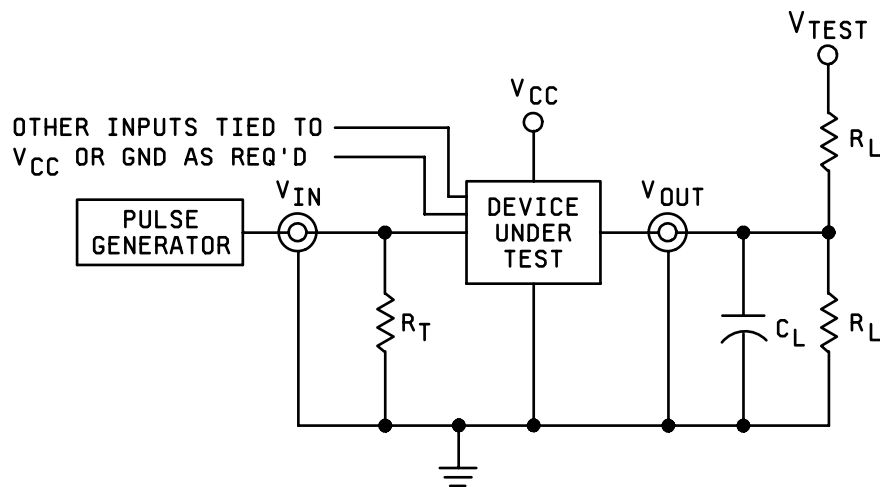 VTEST
VCC
OTHER INPUTS TIED TO
VCC OR GND AS REQ'D
RL
VIN
VOUT
PULSE
GENERATOR
DEVICE
UNDER
TEST
RT
CL
RL